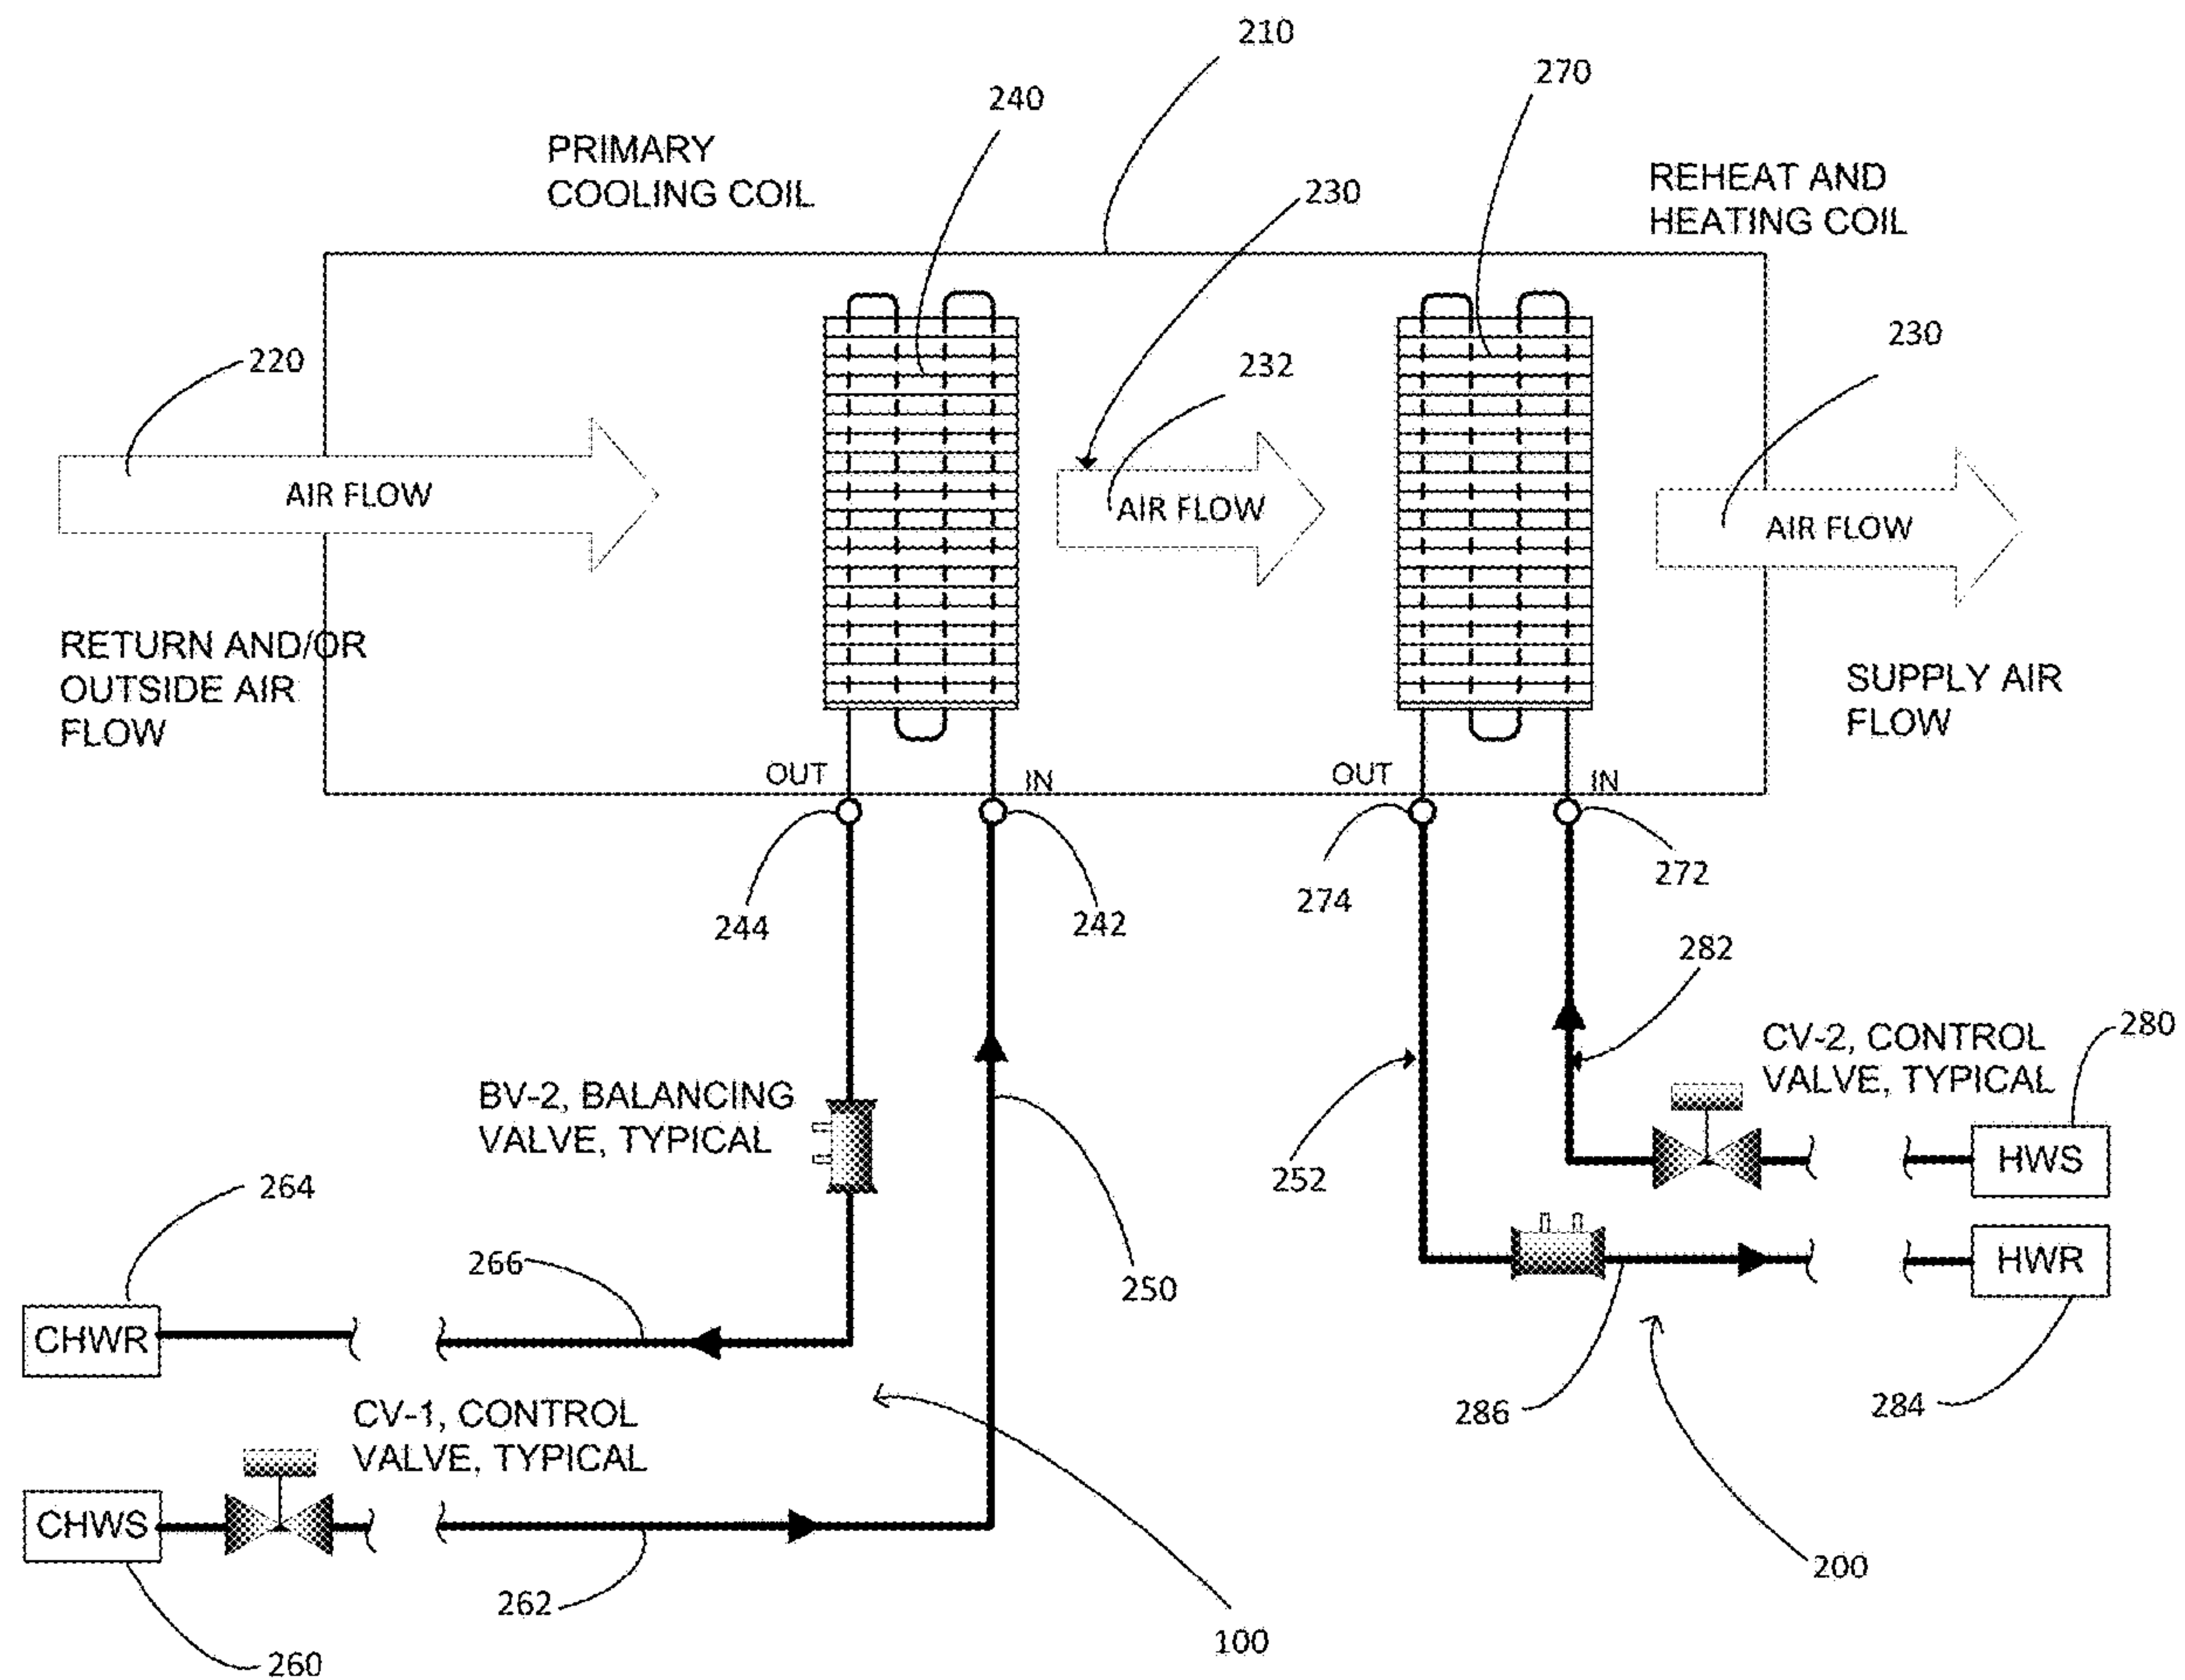 210
270
240
PRIMARY
COOLING COIL
230
REHEAT AND
HEATING COIL
220
232
230
AIR FLOW
AIR FLOW
AIR FLOW
RETURN AND/OR
OUTSIDE AIR
FLOW
SUPPLY AIR
FLOW
OUT
IN
OUT
IN
244
242
274
272
282
CV-2, CONTROL
VALVE, TYPICAL
280
BV-2, BALANCING
VALVE, TYPICAL
HWS
252
264
266
250
HWR
CHWR
286
284
CV-1, CONTROL
VALVE, TYPICAL
CHWS
200
262
100
260